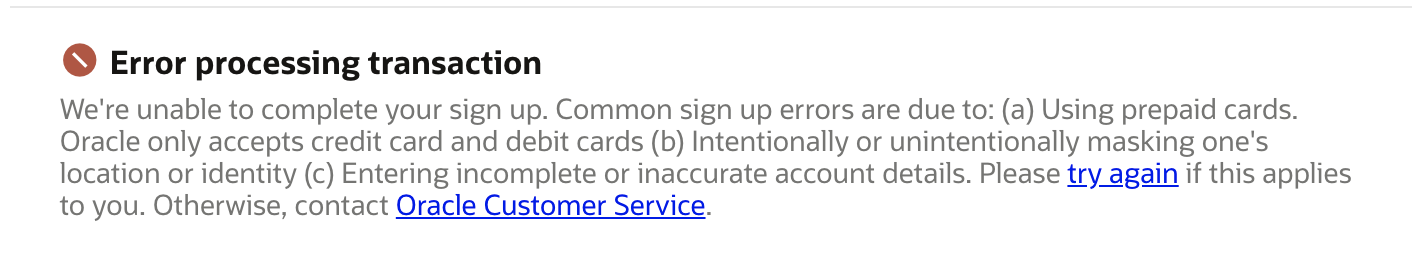 Error processing transaction
We're unable to complete your sign up. Common sign up errors are due to: (a) Using prepaid cards.
Oracle only accepts credit card and debit cards (b) Intentionally or unintentionally masking one's
location or identity (c) Entering incomplete or inaccurate account details. Please try again if this applies
to you. Otherwise, contact Oracle Customer Service.